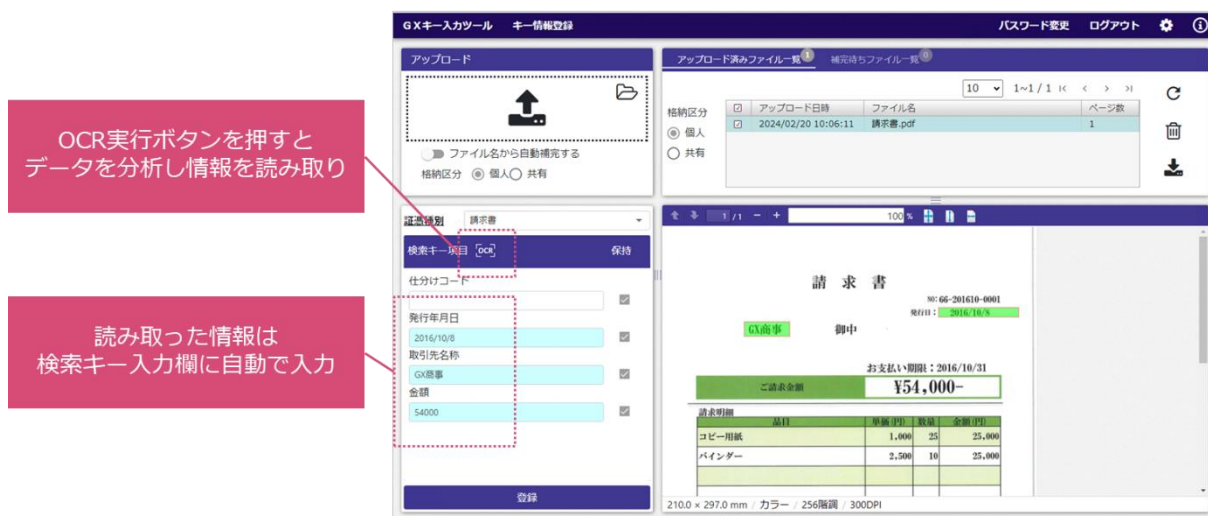 GXキー入力ツール キー情報登録 パスワード変更 ログアウト
OCR実行ボタンを押すと
データを分析し情報を読み取り
読み取った情報は
検索キー入力欄に自動で入力
アップロード
ファイル名から自動補完する
格納区分 個人 共有
アップロード済みファイル一覧 1 補完待ちファイル一覧 0
10 1~1 / 1
格納区分
個人
共有
アップロード日時 ファイル名 ページ数
2024/02/20 10:06:11 請求書.pdf 1
証憑種別 請求書
検索キー項目 OCR 保持
仕分けコード
発行年月日
2016/10/8
取引先名称
GX商事
金額
54000
登録
1 / 1 - + 100 %
請求書
NO: 66-201610-0001
発行日: 2016/10/8
GX商事 御中
お支払い期限:2016/10/31
ご請求金額 ¥54,000-
請求明細
品目 単価(円) 数量 金額(円)
コピー用紙 1,000 25 25,000
バインダー 2,500 10 25,000
210.0 × 297.0 mm / カラー / 256階調 / 300DPI